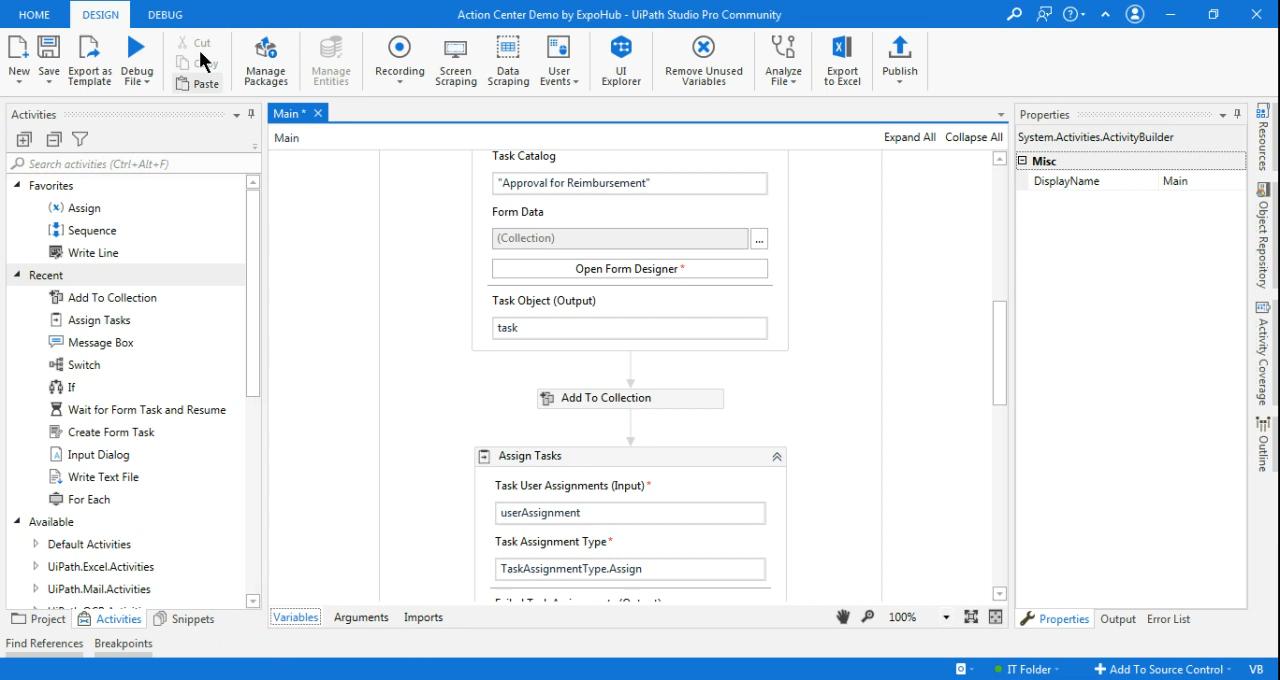 HOME DESIGN DEBUG Action Center Demo by ExpoHub - UiPath Studio Pro Community
New Save Export as Template Debug File Cut Paste Manage Packages Manage Entities Recording Screen Scraping Data Scraping User Events UI Explorer Remove Unused Variables Analyze File Export to Excel Publish
Activities
Search activities (Ctrl+Alt+F)
Favorites
Assign
Sequence
Write Line
Recent
Add To Collection
Assign Tasks
Message Box
Switch
If
Wait for Form Task and Resume
Create Form Task
Input Dialog
Write Text File
For Each
Available
Default Activities
UiPath.Excel.Activities
UiPath.Mail.Activities
Project Activities Snippets
Find References Breakpoints
Main *
Main Expand All Collapse All
Task Catalog
"Approval for Reimbursement"
Form Data
(Collection) ...
Open Form Designer *
Task Object (Output)
task
Add To Collection
Assign Tasks
Task User Assignments (Input) *
userAssignment
Task Assignment Type *
TaskAssignmentType.Assign
Variables Arguments Imports 100%
Properties
System.Activities.ActivityBuilder
Misc
DisplayName Main
Properties Output Error List
Resources
Object Repository
Activity Coverage
Outline
IT Folder Add To Source Control VB